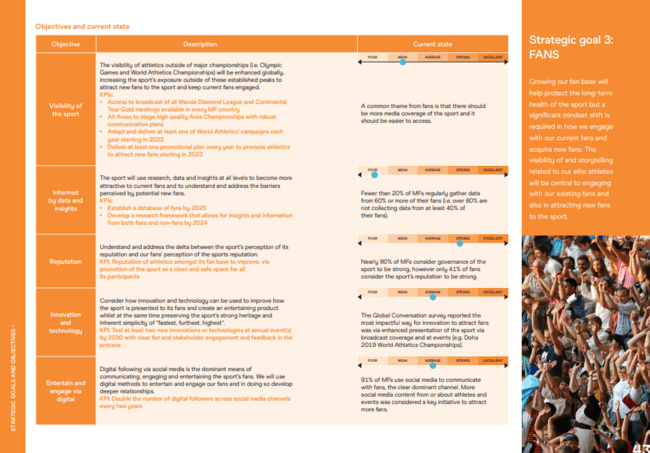 Objectives and current state
Objective
Description
Current state
Visibility of
the sport
The visibility of athletics outside of major championships (i.e. Olympic
Games and World Athletics Championships) will be enhanced globally,
increasing the sport's exposure outside of these established peaks to
attract new fans to the sport and keep current fans engaged.
KPIs:
• Access to broadcast of all Wanda Diamond League and Continental
Tour Gold meetings available in every MF country
• All Areas to stage high quality Area Championships with robust
communication plans
• Adopt and deliver at least one of World Athletics' campaigns each
year starting in 2022
• Deliver at least one promotional plan every year to promote athletics
to attract new fans starting in 2023
POOR WEAK AVERAGE STRONG EXCELLENT
A common theme from fans is that there should
be more media coverage of the sport and it
should be easier to access.
Informed
by data and
insights
The sport will use research, data and insights at all levels to become more
attractive to current fans and to understand and address the barriers
perceived by potential new fans.
KPIs:
• Establish a database of fans by 2025
• Develop a research framework that allows for insights and information
from both fans and non-fans by 2024
POOR WEAK AVERAGE STRONG EXCELLENT
Fewer than 20% of MFs regularly gather data
from 60% or more of their fans (i.e. over 80% are
not collecting data from at least 40% of
their fans).
Reputation
Understand and address the delta between the sport's perception of its
reputation and our fans' perception of the sports reputation.
KPI: Reputation of athletics amongst its fan base to improve, via
promotion of the sport as a clean and safe space for all
its participants
POOR WEAK AVERAGE STRONG EXCELLENT
Nearly 80% of MFs consider governance of the
sport to be strong, however only 41% of fans
consider the sport's reputation to be strong.
Innovation
and
technology
Consider how innovation and technology can be used to improve how
the sport is presented to its fans and create an entertaining product
whilst at the same time preserving the sport's strong heritage and
inherent simplicity of "fastest, furthest, highest".
KPI: Test at least two new innovations or technologies at annual event(s)
by 2030 with clear fan and stakeholder engagement and feedback in the
process
POOR WEAK AVERAGE STRONG EXCELLENT
The Global Conversation survey reported the
most impactful way for innovation to attract fans
was via enhanced presentation of the sport via
broadcast coverage and at events (e.g. Doha
2019 World Athletics Championships)
Entertain and
engage via
digital
Digital following via social media is the dominant means of
communicating, engaging and entertaining the sport's fans. We will use
digital methods to entertain and engage our fans and in doing so develop
deeper relationships.
KPI: Double the number of digital followers across social media channels
every two years
POOR WEAK AVERAGE STRONG EXCELLENT
91% of MFs use social media to communicate
with fans, the clear dominant channel. More
social media content from or about athletes and
events was considered a key initiative to attract
more fans.
Strategic goal 3:
FANS
Growing our fan base will
help protect the long-term
health of the sport but a
significant mindset shift is
required in how we engage
with our current fans and
acquire new fans. The
visibility of and storytelling
related to our elite athletes
will be central to engaging
with our existing fans and
also in attracting new fans
to the sport.
STRATEGIC GOALS AND OBJECTIVES -
43